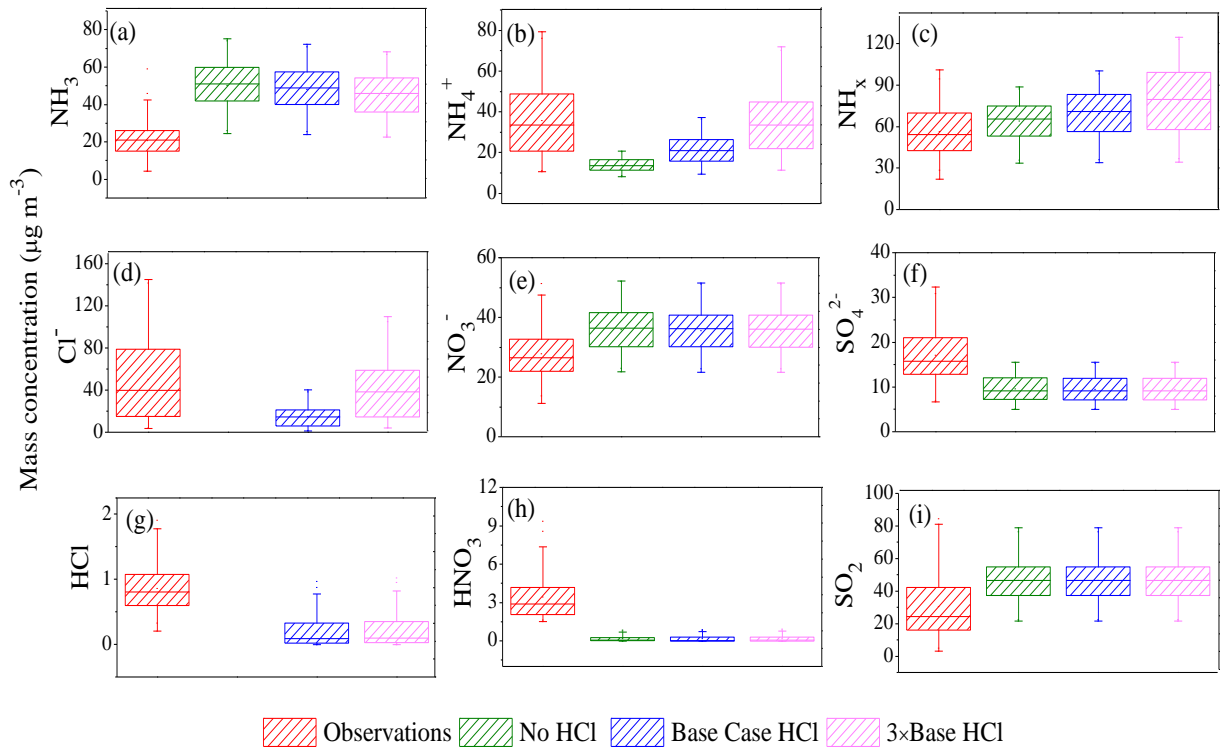 (a)
NH₃
80
60
40
20
0
(b)
NH₄⁺
80
60
40
20
0
(c)
NHₓ
120
90
60
30
0
Mass concentration (μg m⁻³)
(d)
Cl⁻
160
120
80
40
0
(e)
NO₃⁻
60
40
20
0
(f)
SO₄²⁻
40
30
20
10
0
(g)
HCl
2
1
0
(h)
HNO₃
12
9
6
3
0
(i)
SO₂
100
80
60
40
20
0
Observations No HCl Base Case HCl 3×Base HCl